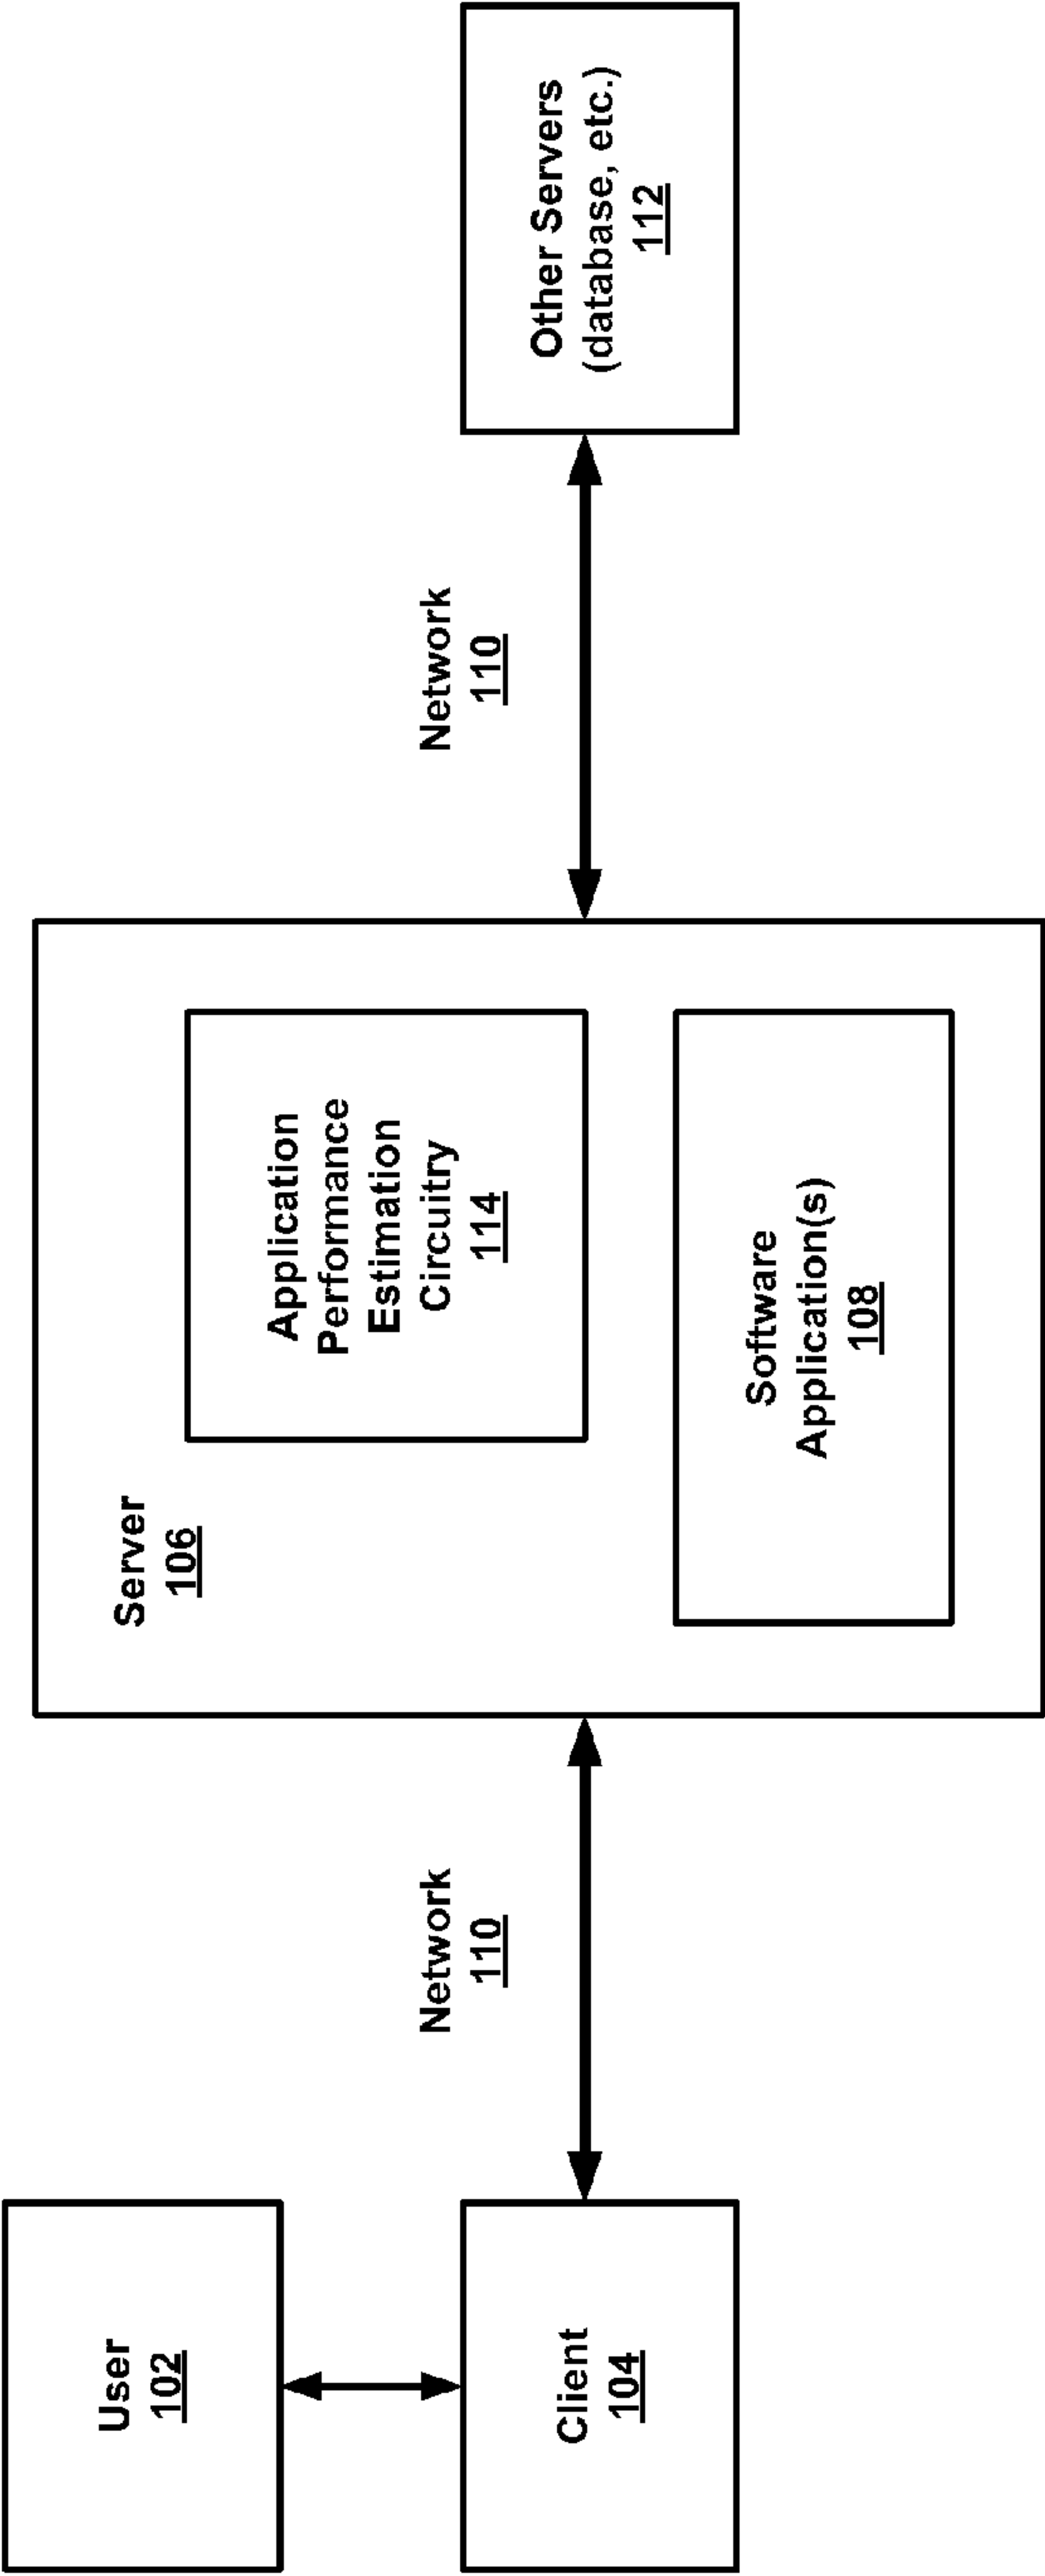 User
102
Client
104
Network
110
Server
106
Application
Performance
Estimation
Circuitry
114
Software
Application(s)
108
Network
110
Other Servers
(database, etc.)
112